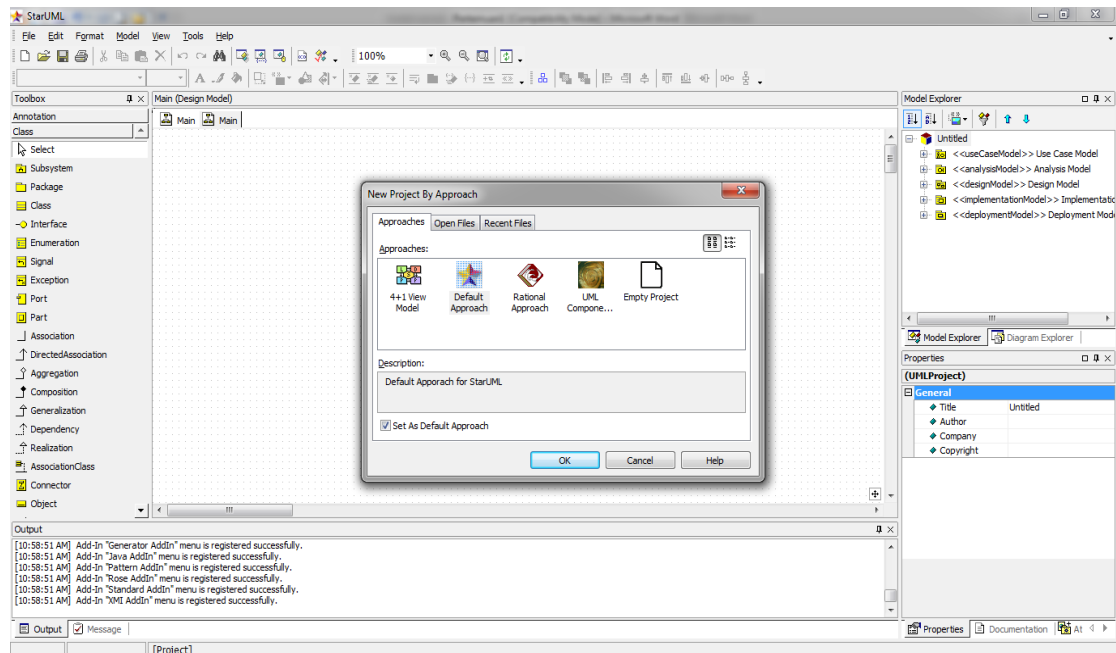 StarUML
File Edit Format Model View Tools Help
100%
Toolbox
Annotation
Class
Select
Subsystem
Package
Class
Interface
Enumeration
Signal
Exception
Port
Part
Association
DirectedAssociation
Aggregation
Composition
Generalization
Dependency
Realization
AssociationClass
Connector
Object
Main (Design Model)
Main Main
New Project By Approach
Approaches Open Files Recent Files
Approaches:
4+1 View Model
Default Approach
Rational Approach
UML Compone...
Empty Project
Description:
Default Apporach for StarUML
Set As Default Approach
OK Cancel Help
Model Explorer
Untitled
<<useCaseModel>> Use Case Model
<<analysisModel>> Analysis Model
<<designModel>> Design Model
<<implementationModel>> Implementatio
<<deploymentModel>> Deployment Mod
Model Explorer Diagram Explorer
Properties
(UMLProject)
General
Title Untitled
Author
Company
Copyright
Properties Documentation At
Output
[10:58:51 AM] Add-In "Generator AddIn" menu is registered successfully.
[10:58:51 AM] Add-In "Java AddIn" menu is registered successfully.
[10:58:51 AM] Add-In "Pattern AddIn" menu is registered successfully.
[10:58:51 AM] Add-In "Rose AddIn" menu is registered successfully.
[10:58:51 AM] Add-In "Standard AddIn" menu is registered successfully.
[10:58:51 AM] Add-In "XMI AddIn" menu is registered successfully.
Output Message
[Project]